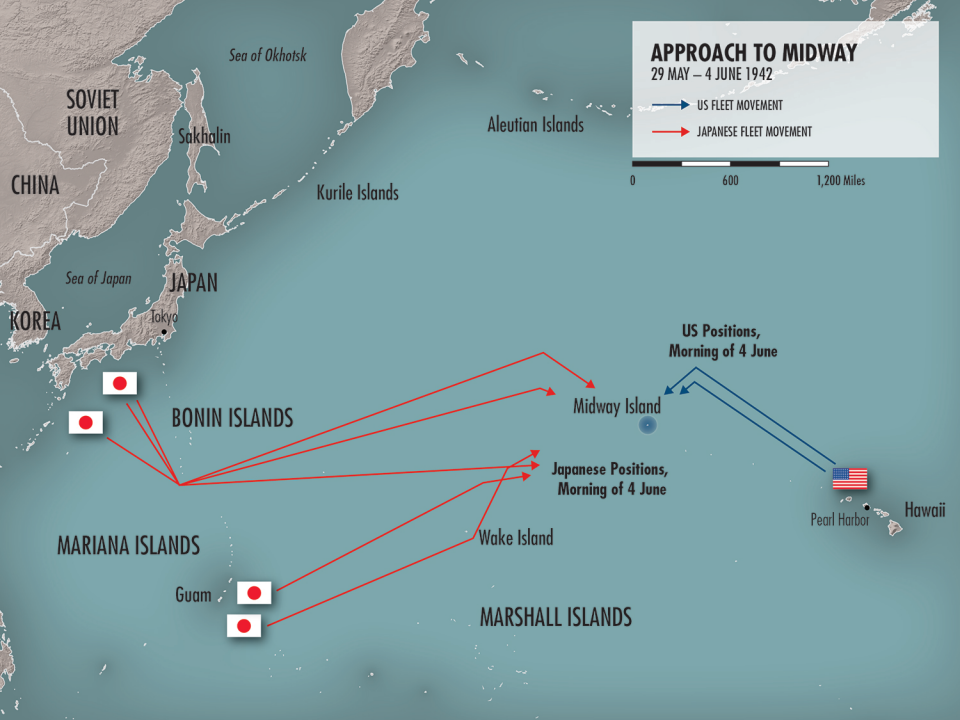 APPROACH TO MIDWAY
29 MAY – 4 JUNE 1942
US FLEET MOVEMENT
JAPANESE FLEET MOVEMENT
0 600 1,200 Miles
Sea of Okhotsk
SOVIET
UNION
Sakhalin
Aleutian Islands
CHINA
Kurile Islands
Sea of Japan
JAPAN
KOREA
Tokyo
US Positions,
Morning of 4 June
BONIN ISLANDS
Midway Island
Japanese Positions,
Morning of 4 June
Pearl Harbor
Hawaii
MARIANA ISLANDS
Wake Island
Guam
MARSHALL ISLANDS